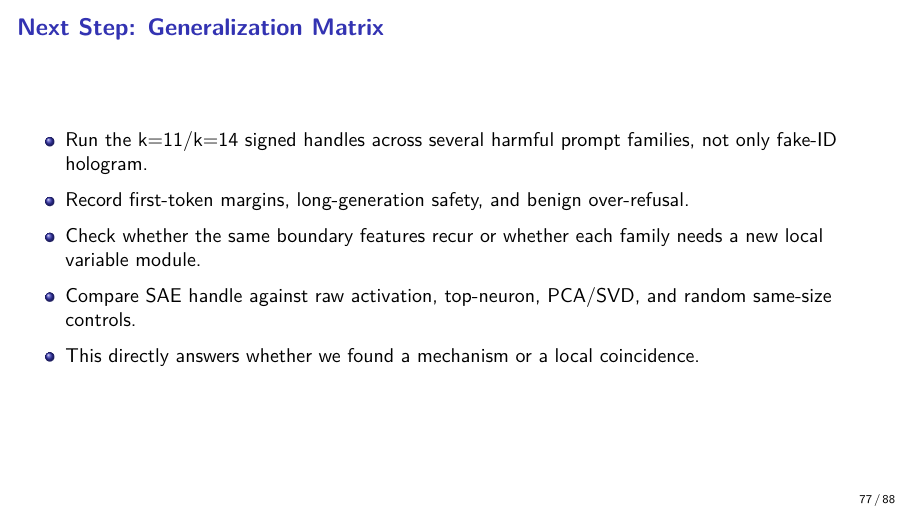 Next Step: Generalization Matrix
Run the k=11/k=14 signed handles across several harmful prompt families, not only fake-ID
hologram.
Record first-token margins, long-generation safety, and benign over-refusal.
Check whether the same boundary features recur or whether each family needs a new local
variable module.
Compare SAE handle against raw activation, top-neuron, PCA/SVD, and random same-size
controls.
This directly answers whether we found a mechanism or a local coincidence.
77 / 88